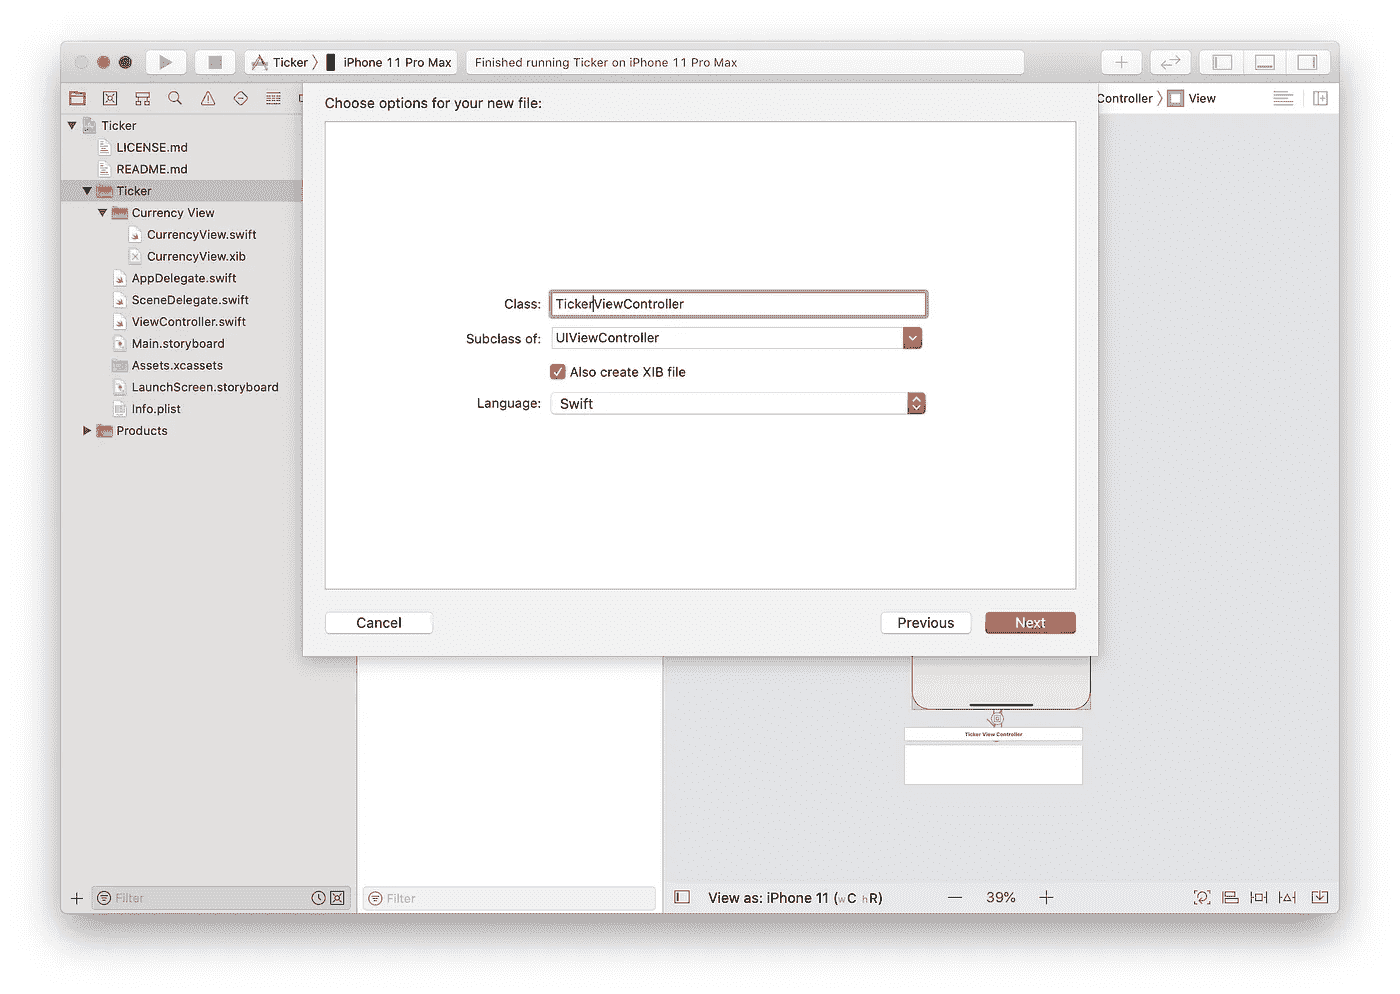 Ticker
iPhone 11 Pro Max
Finished running Ticker on iPhone 11 Pro Max
Choose options for your new file:
Controller
View
Ticker
LICENSE.md
README.md
Ticker
Currency View
CurrencyView.swift
CurrencyView.xib
AppDelegate.swift
SceneDelegate.swift
ViewController.swift
Main.storyboard
Assets.xcassets
LaunchScreen.storyboard
Info.plist
Products
Class: TickerViewController
Subclass of: UIViewController
Also create XIB file
Language: Swift
Cancel
Previous
Next
Ticker View Controller
Filter
Filter
View as: iPhone 11 (wC hR)
39%